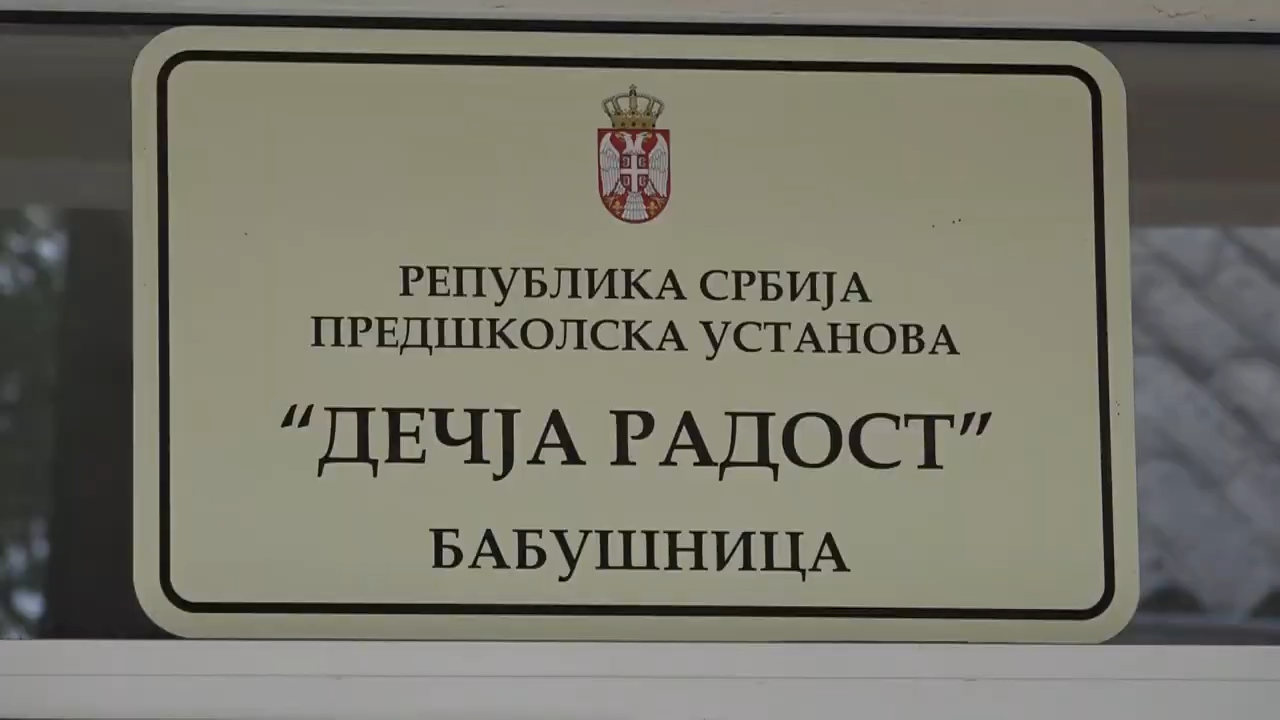 РЕПУБЛИКА СРБИЈА
ПРЕДШКОЛСКА УСТАНОВА
“ДЕЧЈА РАДОСТ”
БАБУШНИЦА